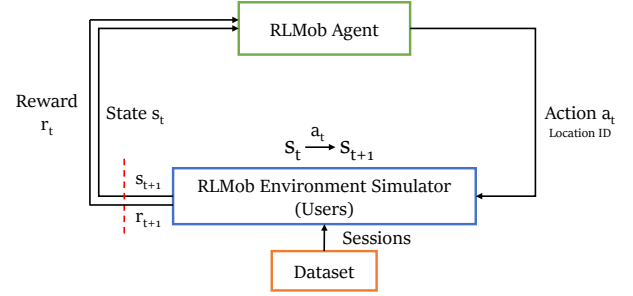 RLMob Agent
Reward
r_t
State s_t
Action a_t
Location ID
a_t
s_t → s_{t+1}
s_{t+1}
RLMob Environment Simulator
(Users)
r_{t+1}
Sessions
Dataset